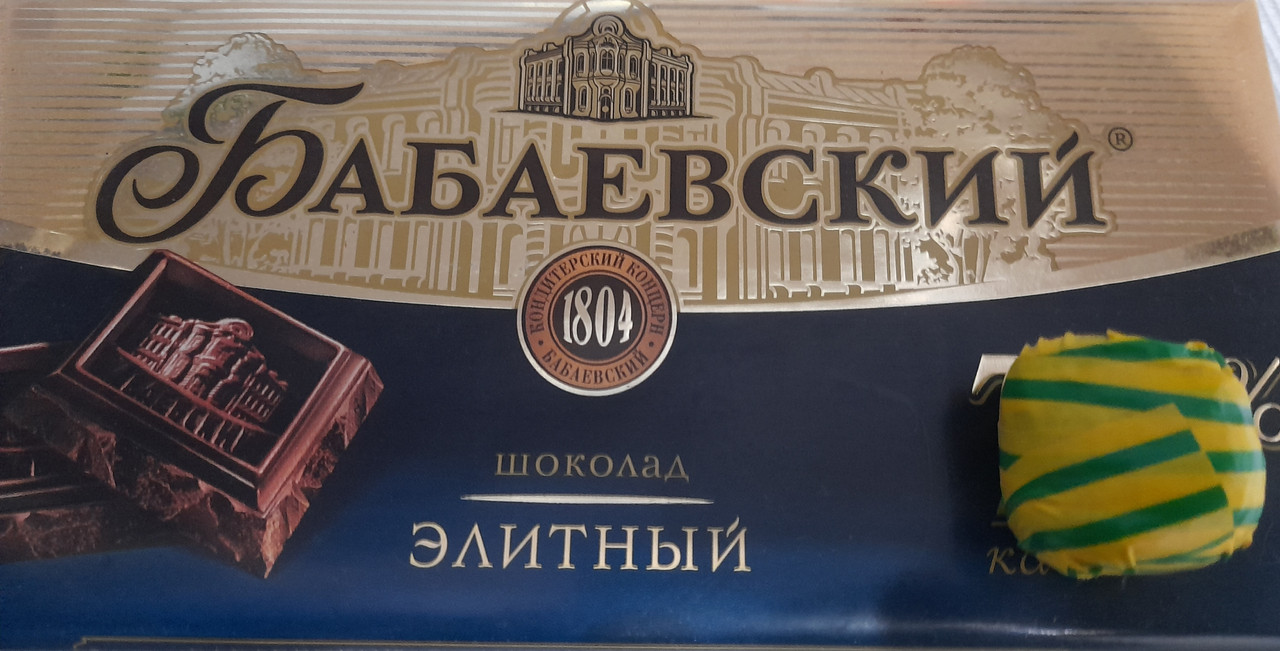 БАБАЕВСКИЙ®
КОНДИТЕРСКИЙ КОНЦЕРН
1804
• БАБАЕВСКИЙ •
ШОКОЛАД
ЭЛИТНЫЙ